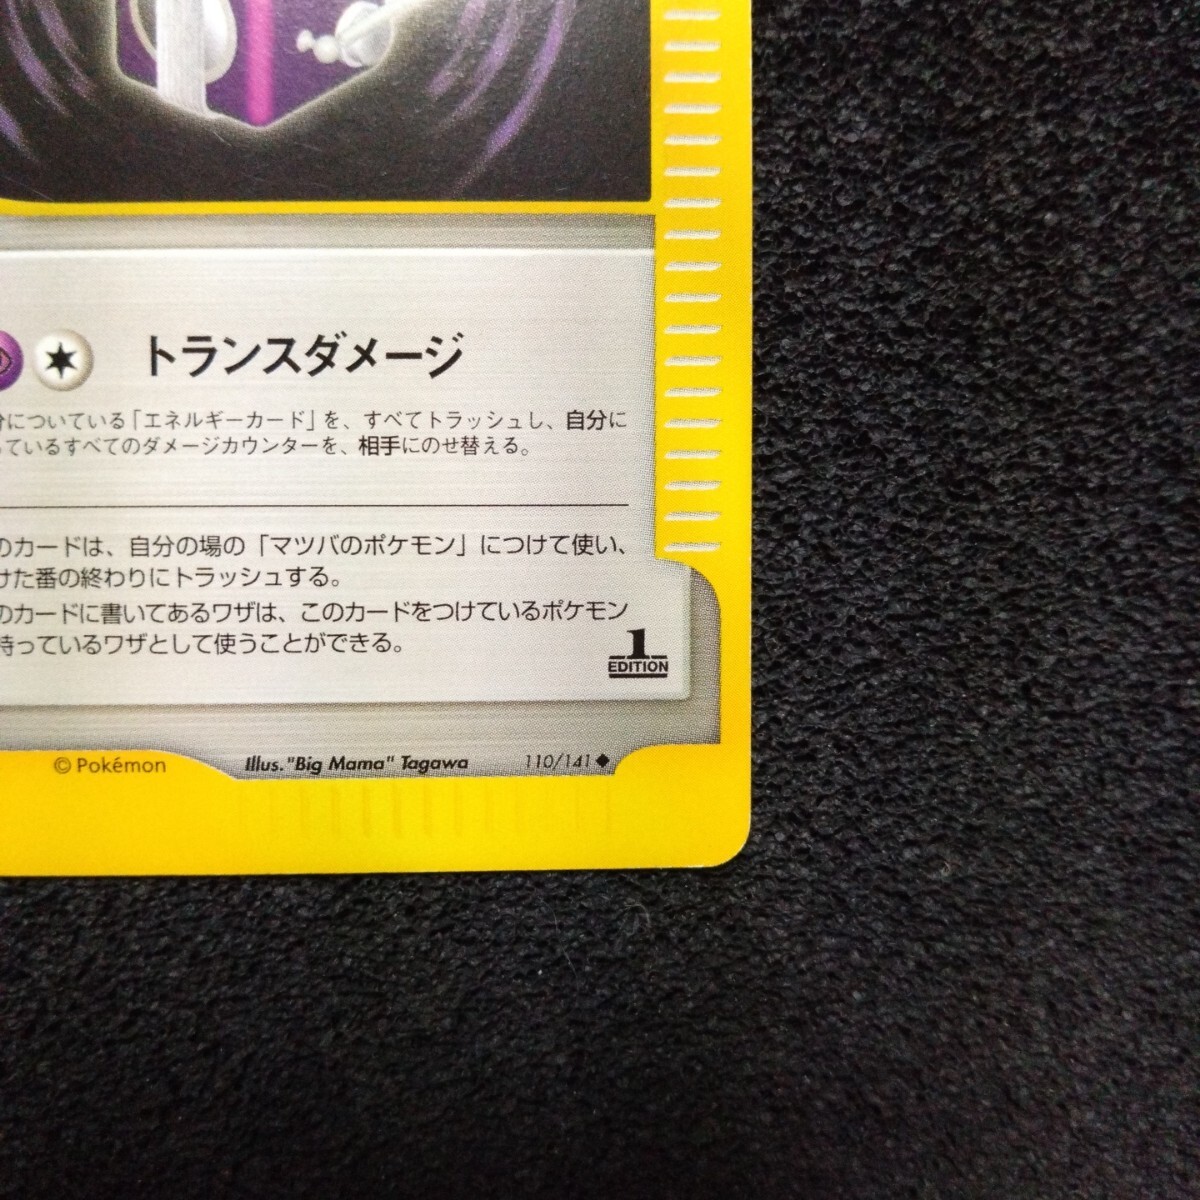 トランスダメージ
についている「エネルギーカード」を、すべてトラッシュし、自分に
ているすべてのダメージカウンターを、相手にのせ替える。
のカードは、自分の場の「マツバのポケモン」につけて使い、
けた番の終わりにトラッシュする。
のカードに書いてあるワザは、このカードをつけているポケモン
持っているワザとして使うことができる。
1
EDITION
©Pokémon Illus."Big Mama" Tagawa 110/141◆